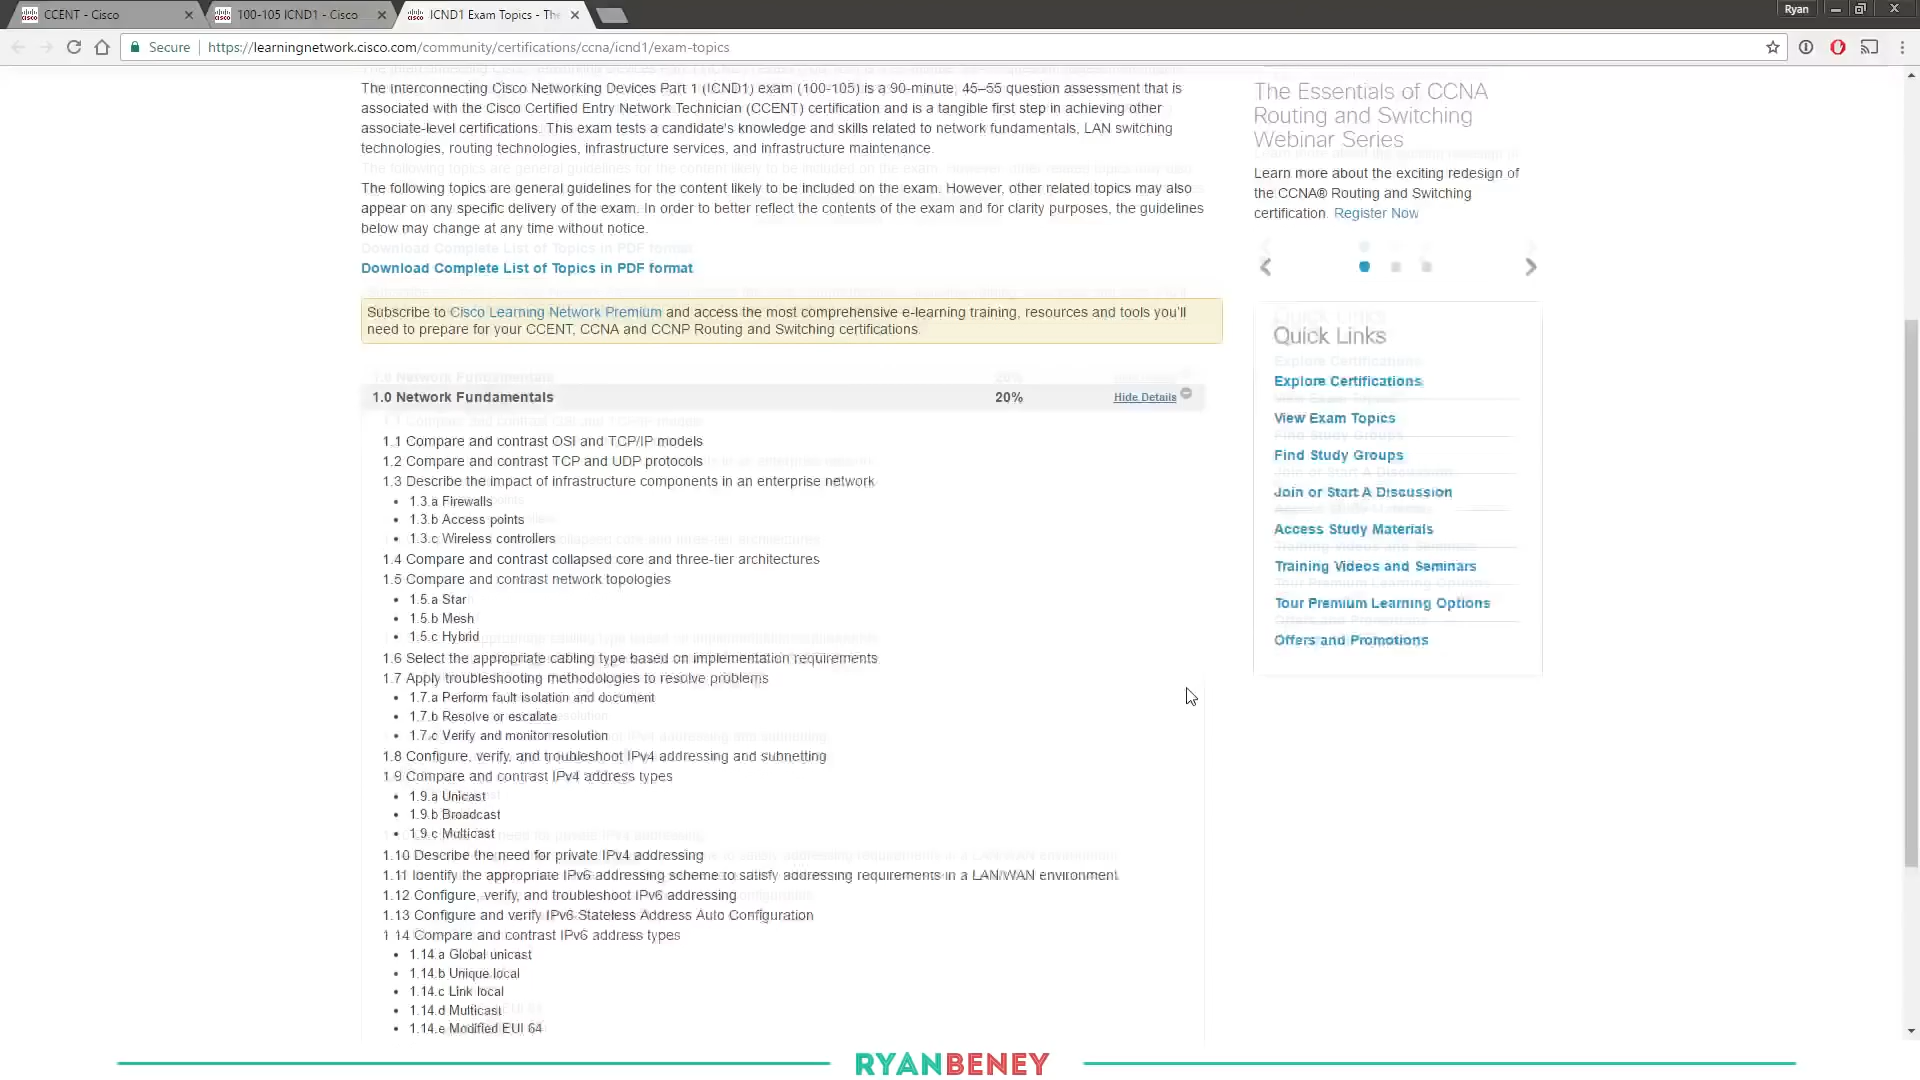 CCENT - Cisco
100-105 ICND1 - Cisco
ICND1 Exam Topics - The
Ryan
Secure
https://learningnetwork.cisco.com/community/certifications/ccna/icnd1/exam-topics
The Interconnecting Cisco Networking Devices Part 1 (ICND1) exam (100-105) is a 90-minute, 45–55 question assessment that is
associated with the Cisco Certified Entry Network Technician (CCENT) certification and is a tangible first step in achieving other
associate-level certifications. This exam tests a candidate's knowledge and skills related to network fundamentals, LAN switching
technologies, routing technologies, infrastructure services, and infrastructure maintenance.
The following topics are general guidelines for the content likely to be included on the exam. However, other related topics may also
appear on any specific delivery of the exam. In order to better reflect the contents of the exam and for clarity purposes, the guidelines
below may change at any time without notice.
Download Complete List of Topics in PDF format
Subscribe to Cisco Learning Network Premium and access the most comprehensive e-learning training, resources and tools you'll
need to prepare for your CCENT, CCNA and CCNP Routing and Switching certifications.
1.0 Network Fundamentals 20% Hide Details
1.1 Compare and contrast OSI and TCP/IP models
1.2 Compare and contrast TCP and UDP protocols
1.3 Describe the impact of infrastructure components in an enterprise network
• 1.3.a Firewalls
• 1.3.b Access points
• 1.3.c Wireless controllers
1.4 Compare and contrast collapsed core and three-tier architectures
1.5 Compare and contrast network topologies
• 1.5.a Star
• 1.5.b Mesh
• 1.5.c Hybrid
1.6 Select the appropriate cabling type based on implementation requirements
1.7 Apply troubleshooting methodologies to resolve problems
• 1.7.a Perform fault isolation and document
• 1.7.b Resolve or escalate
• 1.7.c Verify and monitor resolution
1.8 Configure, verify, and troubleshoot IPv4 addressing and subnetting
1.9 Compare and contrast IPv4 address types
• 1.9.a Unicast
• 1.9.b Broadcast
• 1.9.c Multicast
1.10 Describe the need for private IPv4 addressing
1.11 Identify the appropriate IPv6 addressing scheme to satisfy addressing requirements in a LAN/WAN environment
1.12 Configure, verify, and troubleshoot IPv6 addressing
1.13 Configure and verify IPv6 Stateless Address Auto Configuration
1.14 Compare and contrast IPv6 address types
• 1.14.a Global unicast
• 1.14.b Unique local
• 1.14.c Link local
• 1.14.d Multicast
• 1.14.e Modified EUI 64
The Essentials of CCNA
Routing and Switching
Webinar Series
Learn more about the exciting redesign of
the CCNA® Routing and Switching
certification. Register Now
Quick Links
Explore Certifications
View Exam Topics
Find Study Groups
Join or Start A Discussion
Access Study Materials
Training Videos and Seminars
Tour Premium Learning Options
Offers and Promotions
RYANBENEY